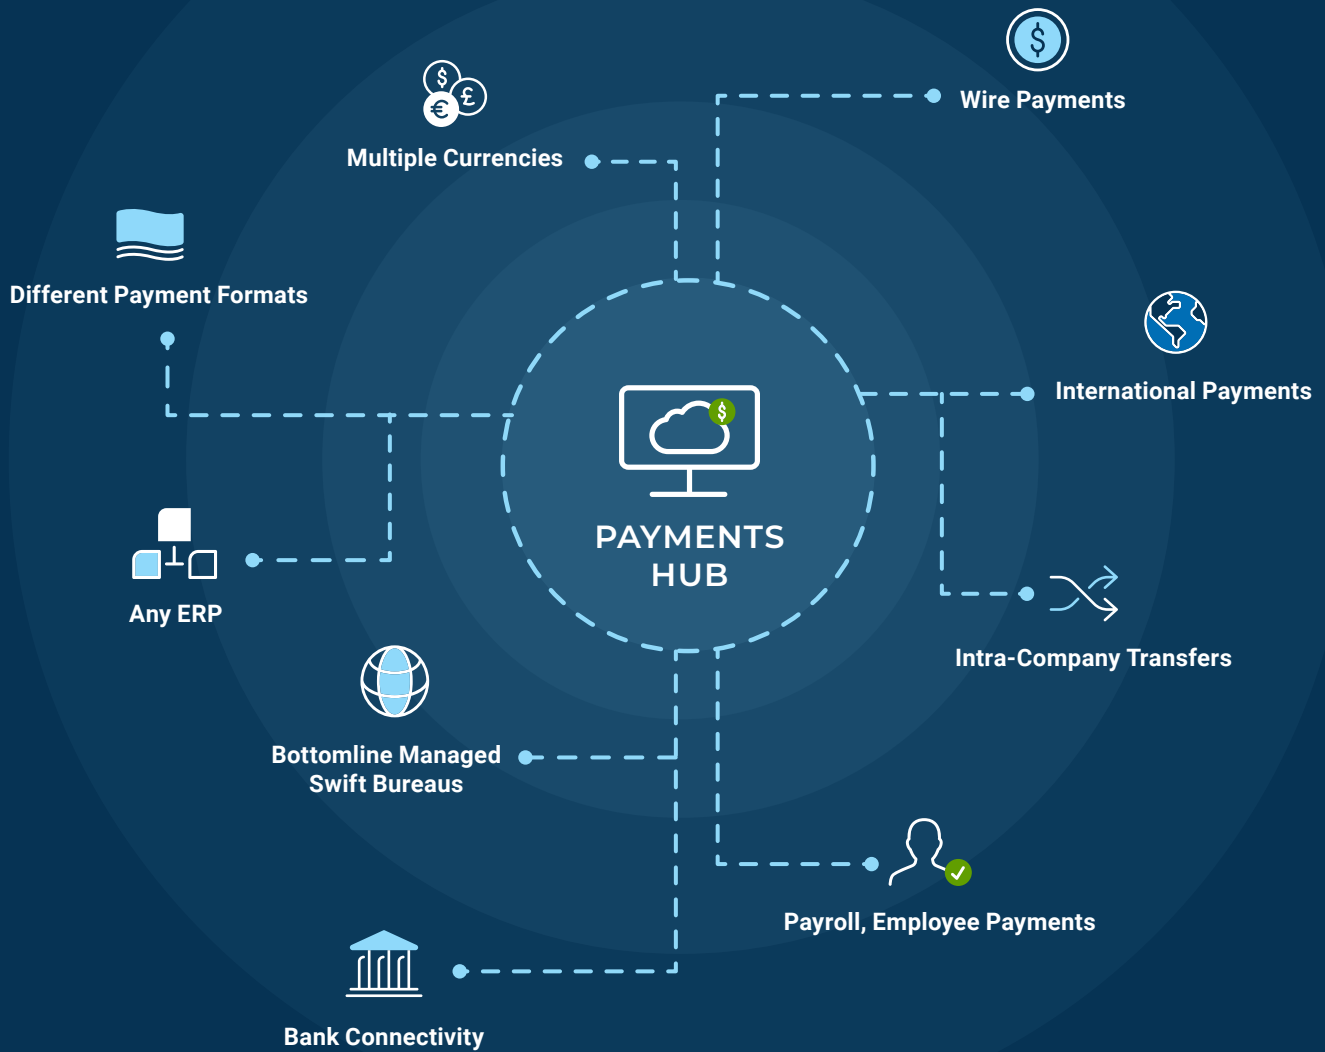 Wire Payments
Multiple Currencies
Different Payment Formats
International Payments
PAYMENTS
HUB
Any ERP
Intra-Company Transfers
Bottomline Managed
Swift Bureaus
Payroll, Employee Payments
Bank Connectivity